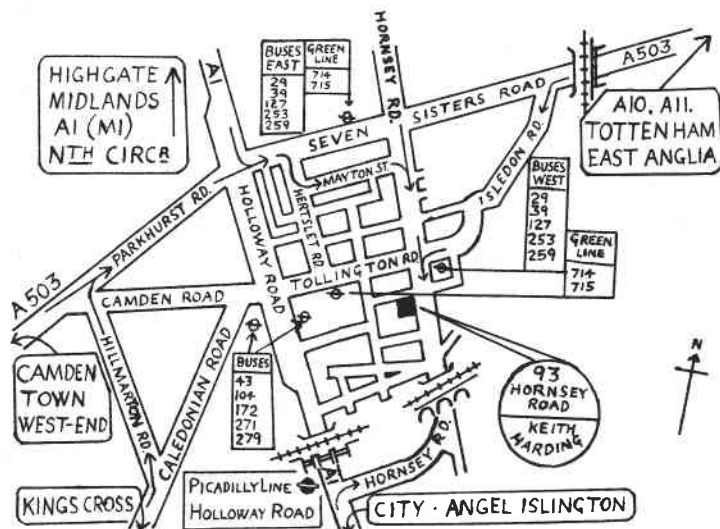 HIGHGATE
MIDLANDS
A1 (M1)
NTH CIRCR
A1
BUSES
EAST
29
39
127
253
259
GREEN
LINE
714
715
HORNSEY RD.
A503
SEVEN SISTERS ROAD
A10, A11.
TOTTENHAM
EAST ANGLIA
ISLEDON RD.
MAYTON ST.
HERTSLET RD.
PARKHURST RD.
HOLLOWAY ROAD
BUSES
WEST
29
39
127
253
259
GREEN
LINE
714
715
TOLLINGTON RD.
A503
CAMDEN ROAD
CAMDEN
TOWN
WEST-END
HILLMARTON RD.
CALEDONIAN ROAD
BUSES
43
104
172
271
279
93
HORNSEY
ROAD
KEITH
HARDING
N
KINGS CROSS
PICADILLY LINE
HOLLOWAY ROAD
A1
HORNSEY RD.
CITY · ANGEL ISLINGTON